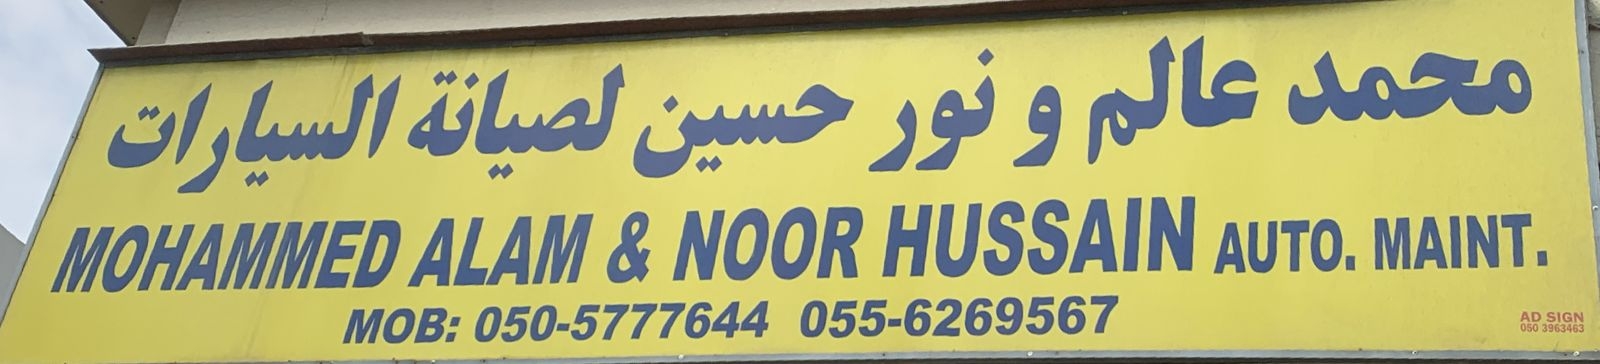 محمد عالم و نور حسين لصيانة السيارات
MOHAMMED ALAM & NOOR HUSSAIN AUTO. MAINT.
MOB: 050-5777644 055-6269567
AD SIGN
050 3963463